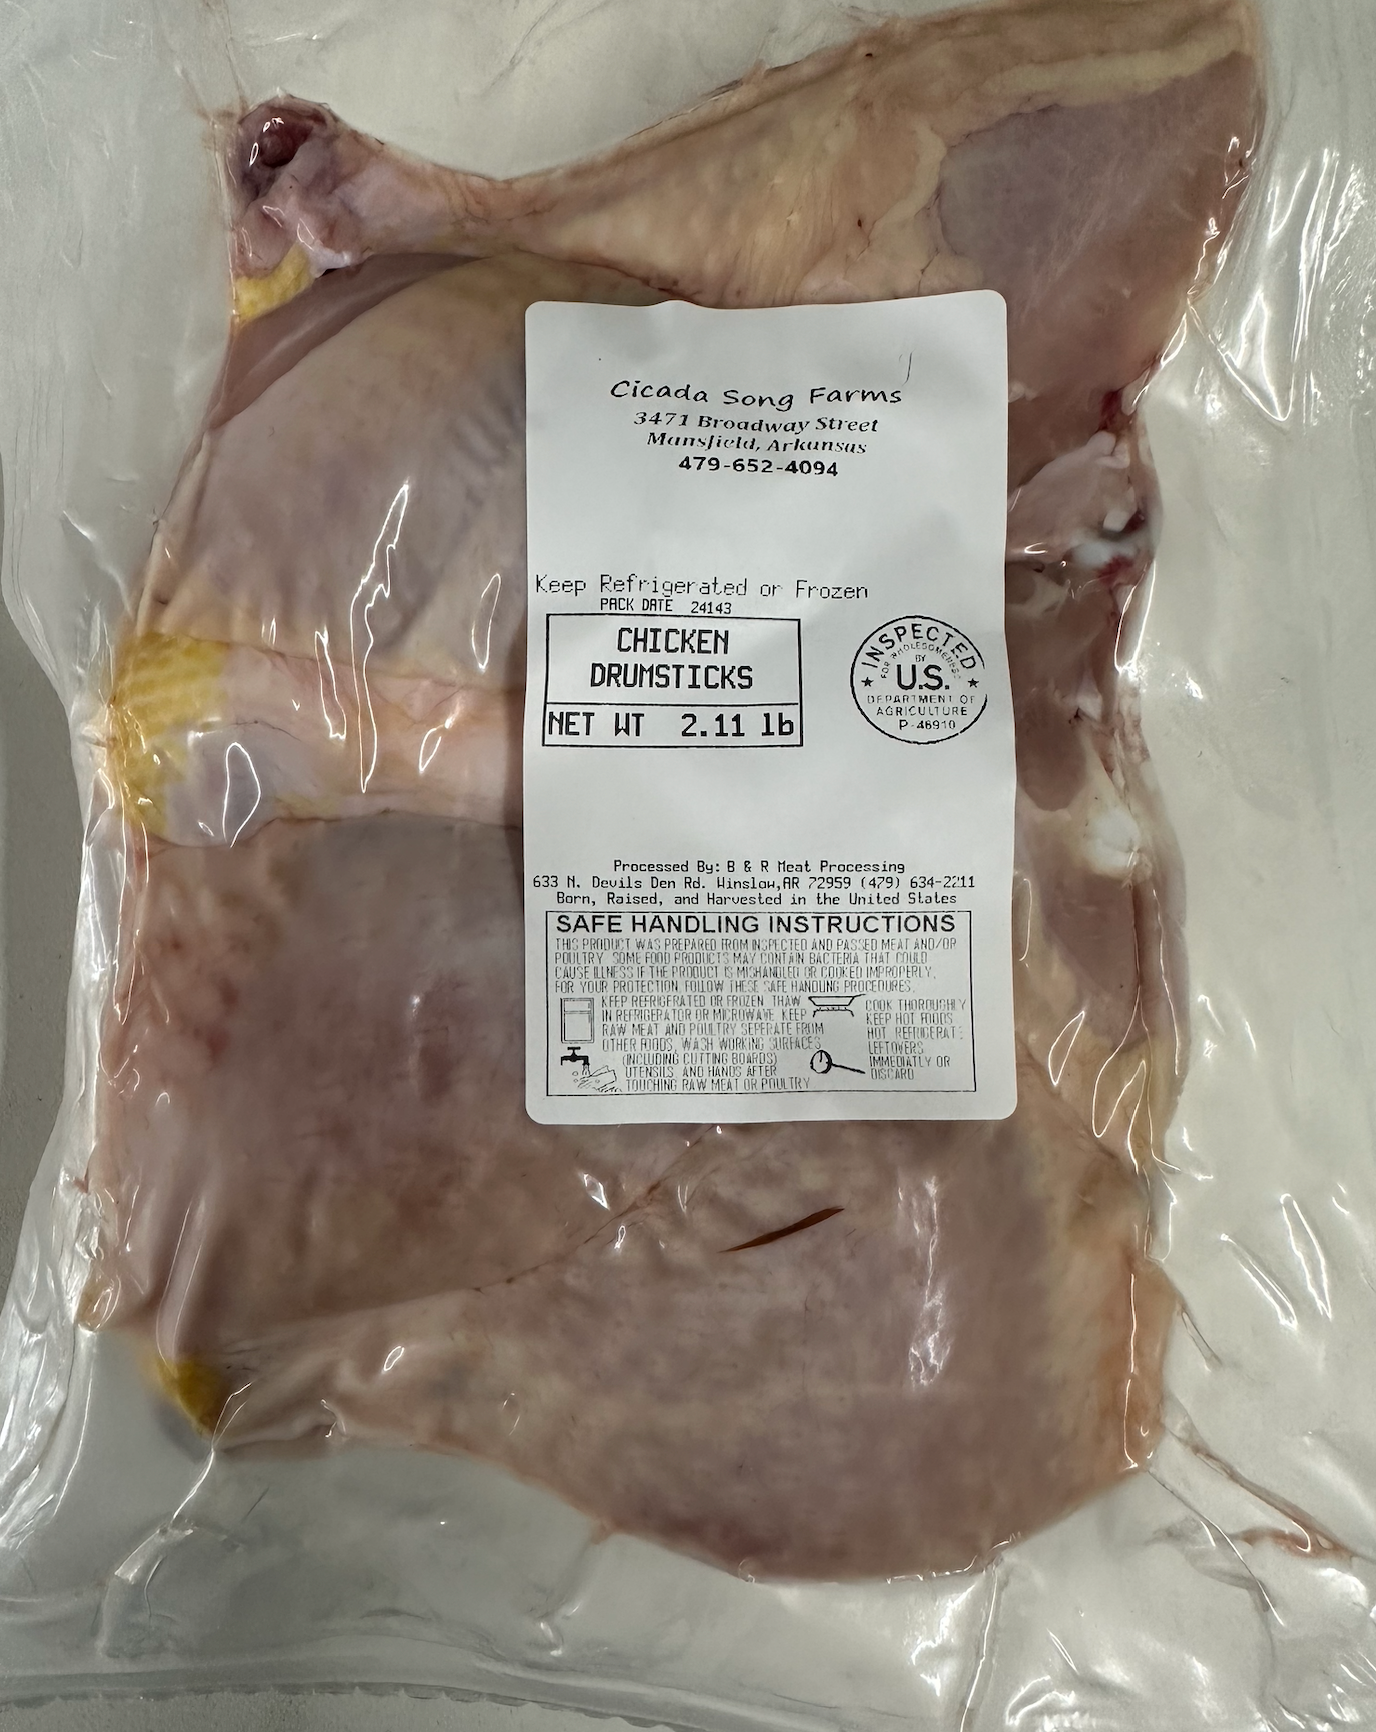 Cicada Song Farms
3471 Broadway Street
Mansfield, Arkansas
479-652-4094
Keep Refrigerated or Frozen
PACK DATE 24143
CHICKEN
DRUMSTICKS
NET WT 2.11 lb
INSPECTED
FOR WHOLESOMENESS
BY
U.S.
DEPARTMENT OF
AGRICULTURE
P-46910
Processed By: B & R Meat Processing
633 N. Devils Den Rd. Winslow,AR 72959 (479) 634-2211
Born, Raised, and Harvested in the United States
SAFE HANDLING INSTRUCTIONS
THIS PRODUCT WAS PREPARED FROM INSPECTED AND PASSED MEAT AND/OR
POULTRY. SOME FOOD PRODUCTS MAY CONTAIN BACTERIA THAT COULD
CAUSE ILLNESS IF THE PRODUCT IS MISHANDLED OR COOKED IMPROPERLY.
FOR YOUR PROTECTION, FOLLOW THESE SAFE HANDLING PROCEDURES.
KEEP REFRIGERATED OR FROZEN THAW
IN REFRIGERATOR OR MICROWAVE. KEEP
RAW MEAT AND POULTRY SEPERATE FROM
OTHER FOODS, WASH WORKING SURFACES
(INCLUDING CUTTING BOARDS)
UTENSILS, AND HANDS AFTER
TOUCHING RAW MEAT OR POULTRY
COOK THOROUGHLY
KEEP HOT FOODS
HOT REFRIGERATE
LEFTOVERS
IMMEDIATLY OR
DISCARD